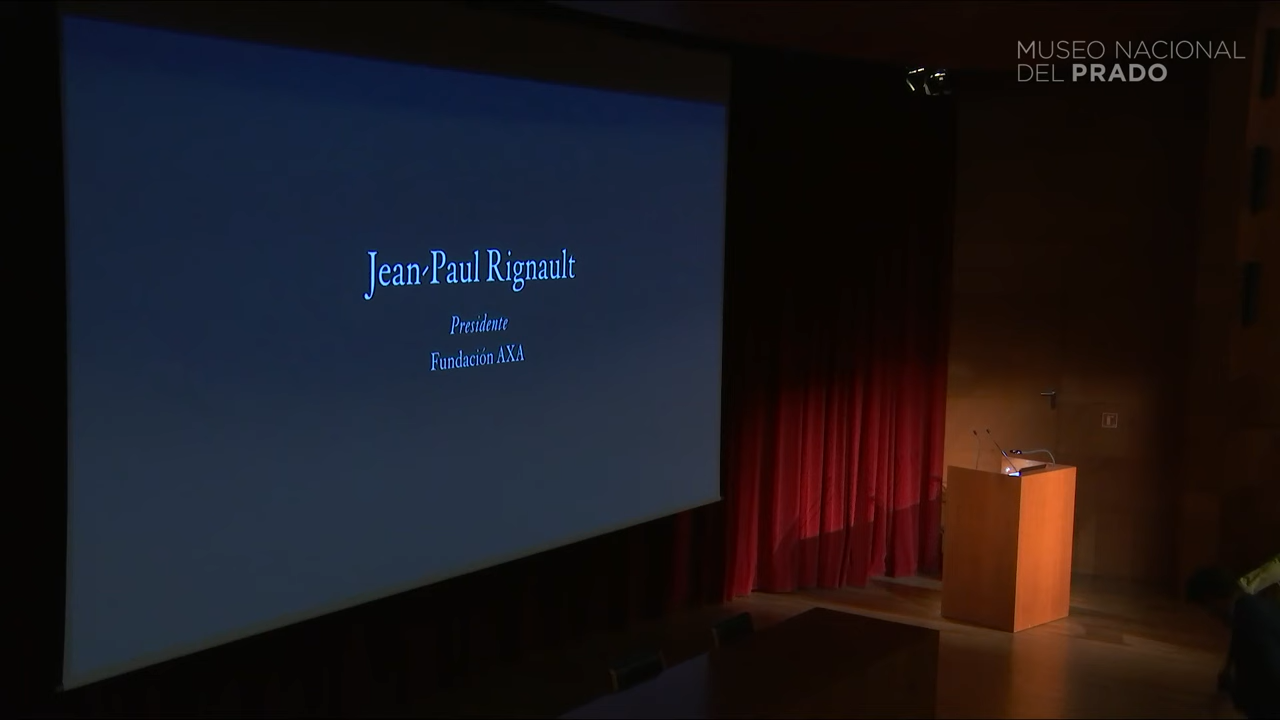 MUSEO NACIONAL
DEL PRADO
Jean-Paul Rignault
Presidente
Fundación AXA